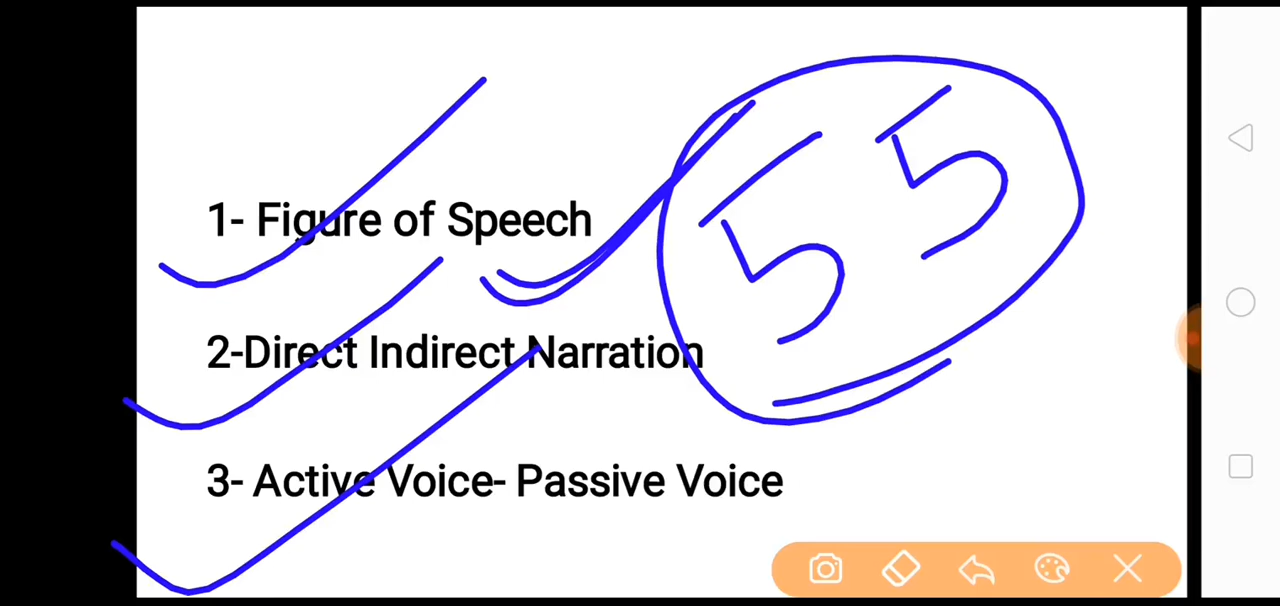 55
1- Figure of Speech
2-Direct Indirect Narration
3- Active Voice- Passive Voice